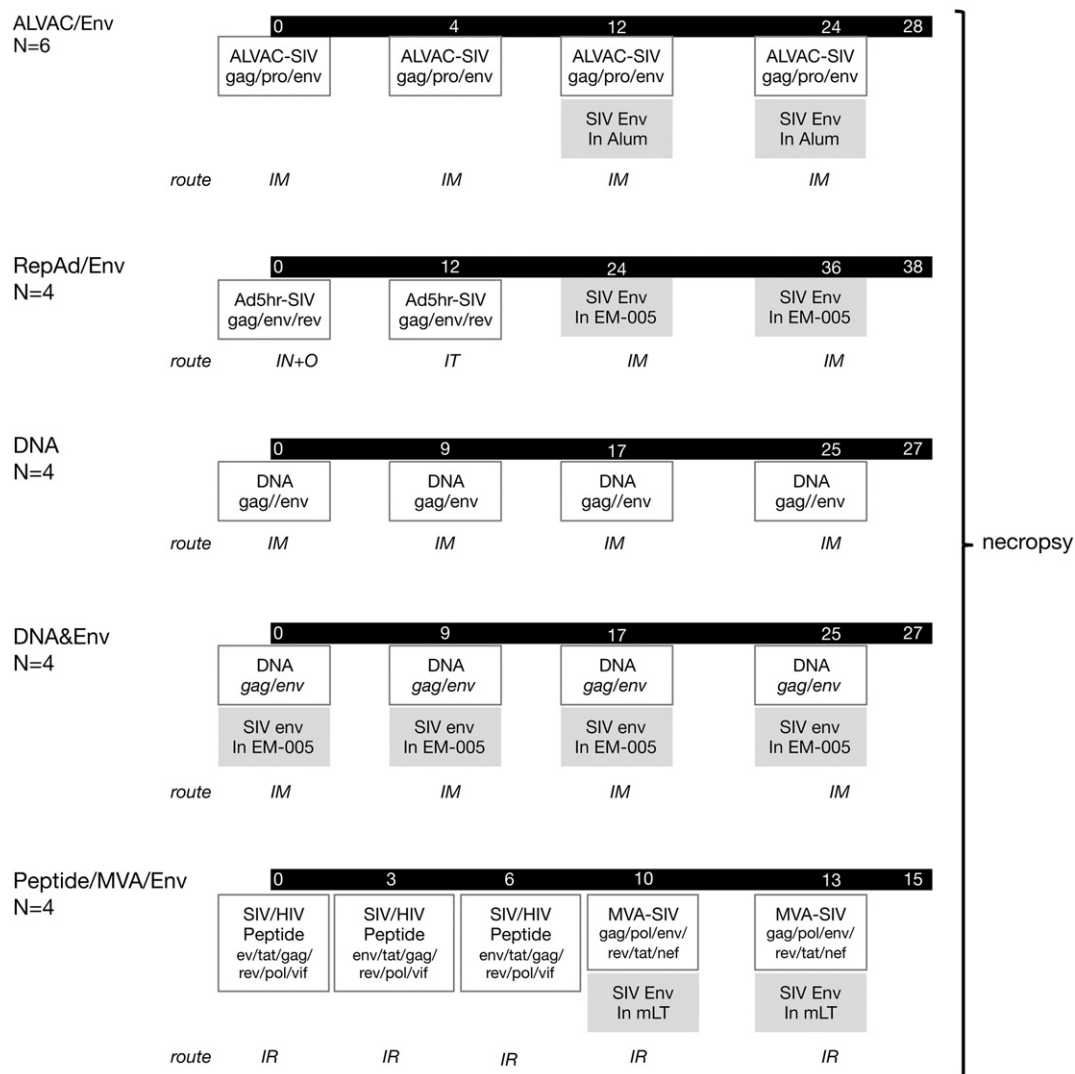 ALVAC/Env
N=6
0 4 12 24 28
ALVAC-SIV ALVAC-SIV ALVAC-SIV ALVAC-SIV
gag/pro/env gag/pro/env gag/pro/env gag/pro/env
SIV Env SIV Env
In Alum In Alum
route IM IM IM IM
RepAd/Env
N=4
0 12 24 36 38
Ad5hr-SIV Ad5hr-SIV SIV Env SIV Env
gag/env/rev gag/env/rev In EM-005 In EM-005
route IN+O IT IM IM
DNA
N=4
0 9 17 25 27
DNA DNA DNA DNA
gag//env gag//env gag//env gag//env
route IM IM IM IM
necropsy
DNA&Env
N=4
0 9 17 25 27
DNA DNA DNA DNA
gag/env gag/env gag/env gag/env
SIV env SIV env SIV env SIV env
In EM-005 In EM-005 In EM-005 In EM-005
route IM IM IM IM
Peptide/MVA/Env
N=4
0 3 6 10 13 15
SIV/HIV SIV/HIV SIV/HIV MVA-SIV MVA-SIV
Peptide Peptide Peptide gag/pol/env/ gag/pol/env/
ev/tat/gag/ env/tat/gag/ env/tat/gag/ rev/tat/nef rev/tat/nef
rev/pol/vif rev/pol/vif rev/pol/vif
SIV Env SIV Env
In mLT In mLT
route IR IR IR IR IR